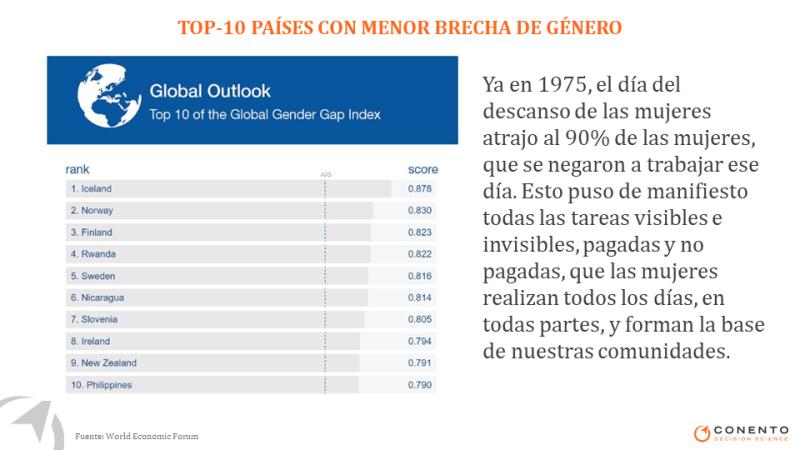 TOP-10 PAÍSES CON MENOR BRECHA DE GÉNERO
Global Outlook
Top 10 of the Global Gender Gap Index
rank AVG score
1. Iceland 0.878
2. Norway 0.830
3. Finland 0.823
4. Rwanda 0.822
5. Sweden 0.816
6. Nicaragua 0.814
7. Slovenia 0.805
8. Ireland 0.794
9. New Zealand 0.791
10. Philippines 0.790
Ya en 1975, el día del
descanso de las mujeres
atrajo al 90% de las mujeres,
que se negaron a trabajar ese
día. Esto puso de manifiesto
todas las tareas visibles e
invisibles, pagadas y no
pagadas, que las mujeres
realizan todos los días, en
todas partes, y forman la base
de nuestras comunidades.
Fuente: World Economic Forum
CONENTO
DECISION SCIENCE